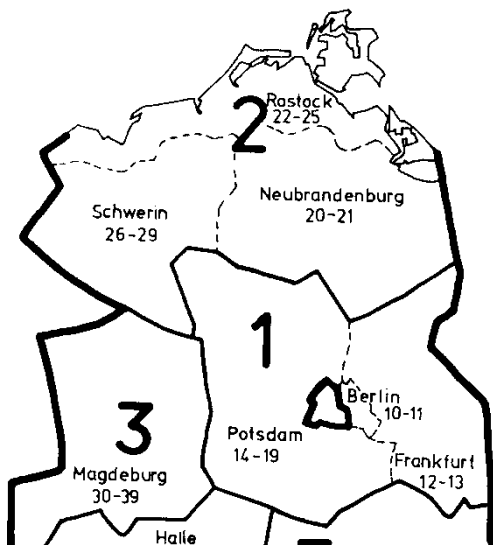 Rostock
22-25
2
Neubrandenburg
20-21
Schwerin
26-29
1
Berlin
10-11
3
Potsdam
14-19
Frankfurt
12-13
Magdeburg
30-39
Halle